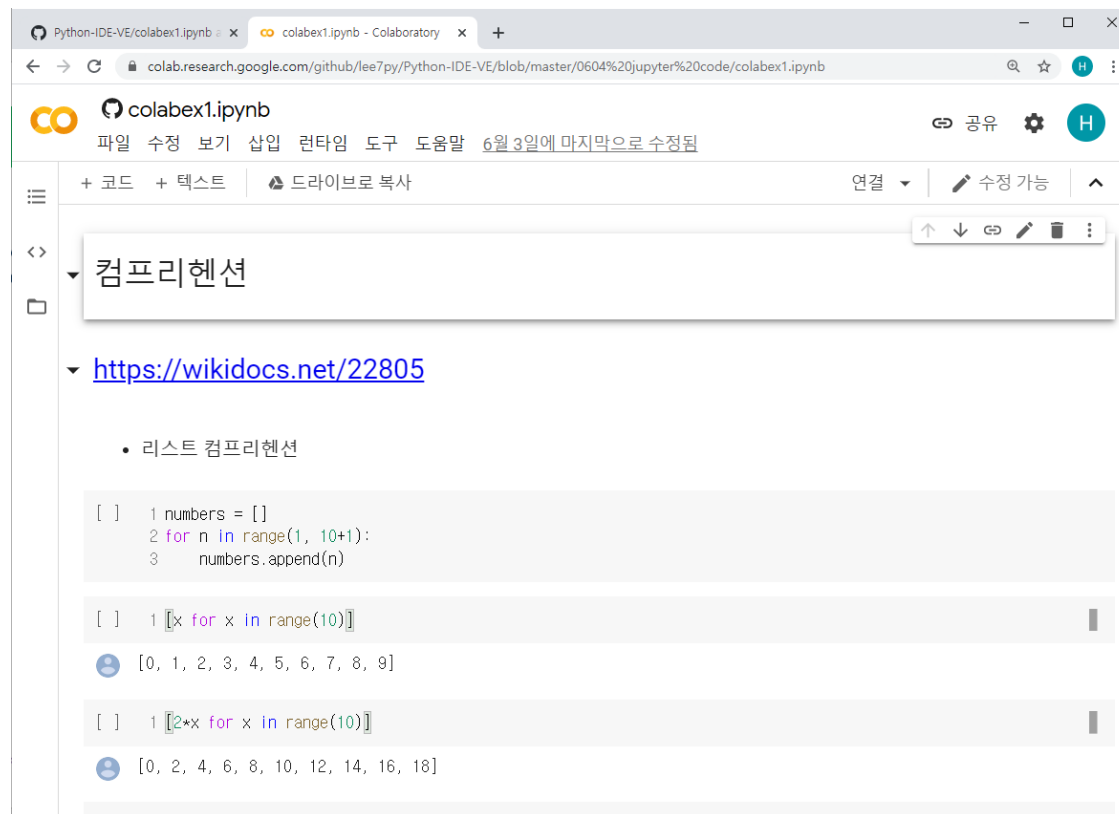 Python-IDE-VE/colabex1.ipynb a
colabex1.ipynb - Colaboratory
colab.research.google.com/github/lee7py/Python-IDE-VE/blob/master/0604%20jupyter%20code/colabex1.ipynb
H
colabex1.ipynb
파일 수정 보기 삽입 런타임 도구 도움말 6월 3일에 마지막으로 수정됨
공유
H
+ 코드 + 텍스트 드라이브로 복사
연결 수정 가능
컴프리헨션
https://wikidocs.net/22805
• 리스트 컴프리헨션
[ ] 1 numbers = []
2 for n in range(1, 10+1):
3 numbers.append(n)
[ ] 1 [x for x in range(10)]
[0, 1, 2, 3, 4, 5, 6, 7, 8, 9]
[ ] 1 [2*x for x in range(10)]
[0, 2, 4, 6, 8, 10, 12, 14, 16, 18]